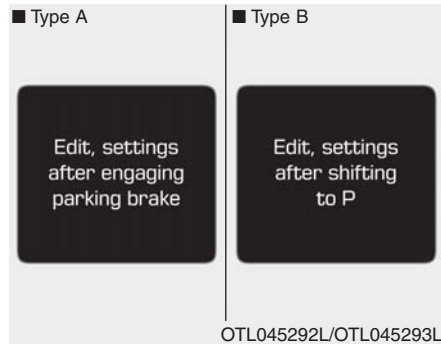 ■ Type A
Edit, settings
after engaging
parking brake
■ Type B
Edit, settings
after shifting
to P
OTL045292L/OTL045293L